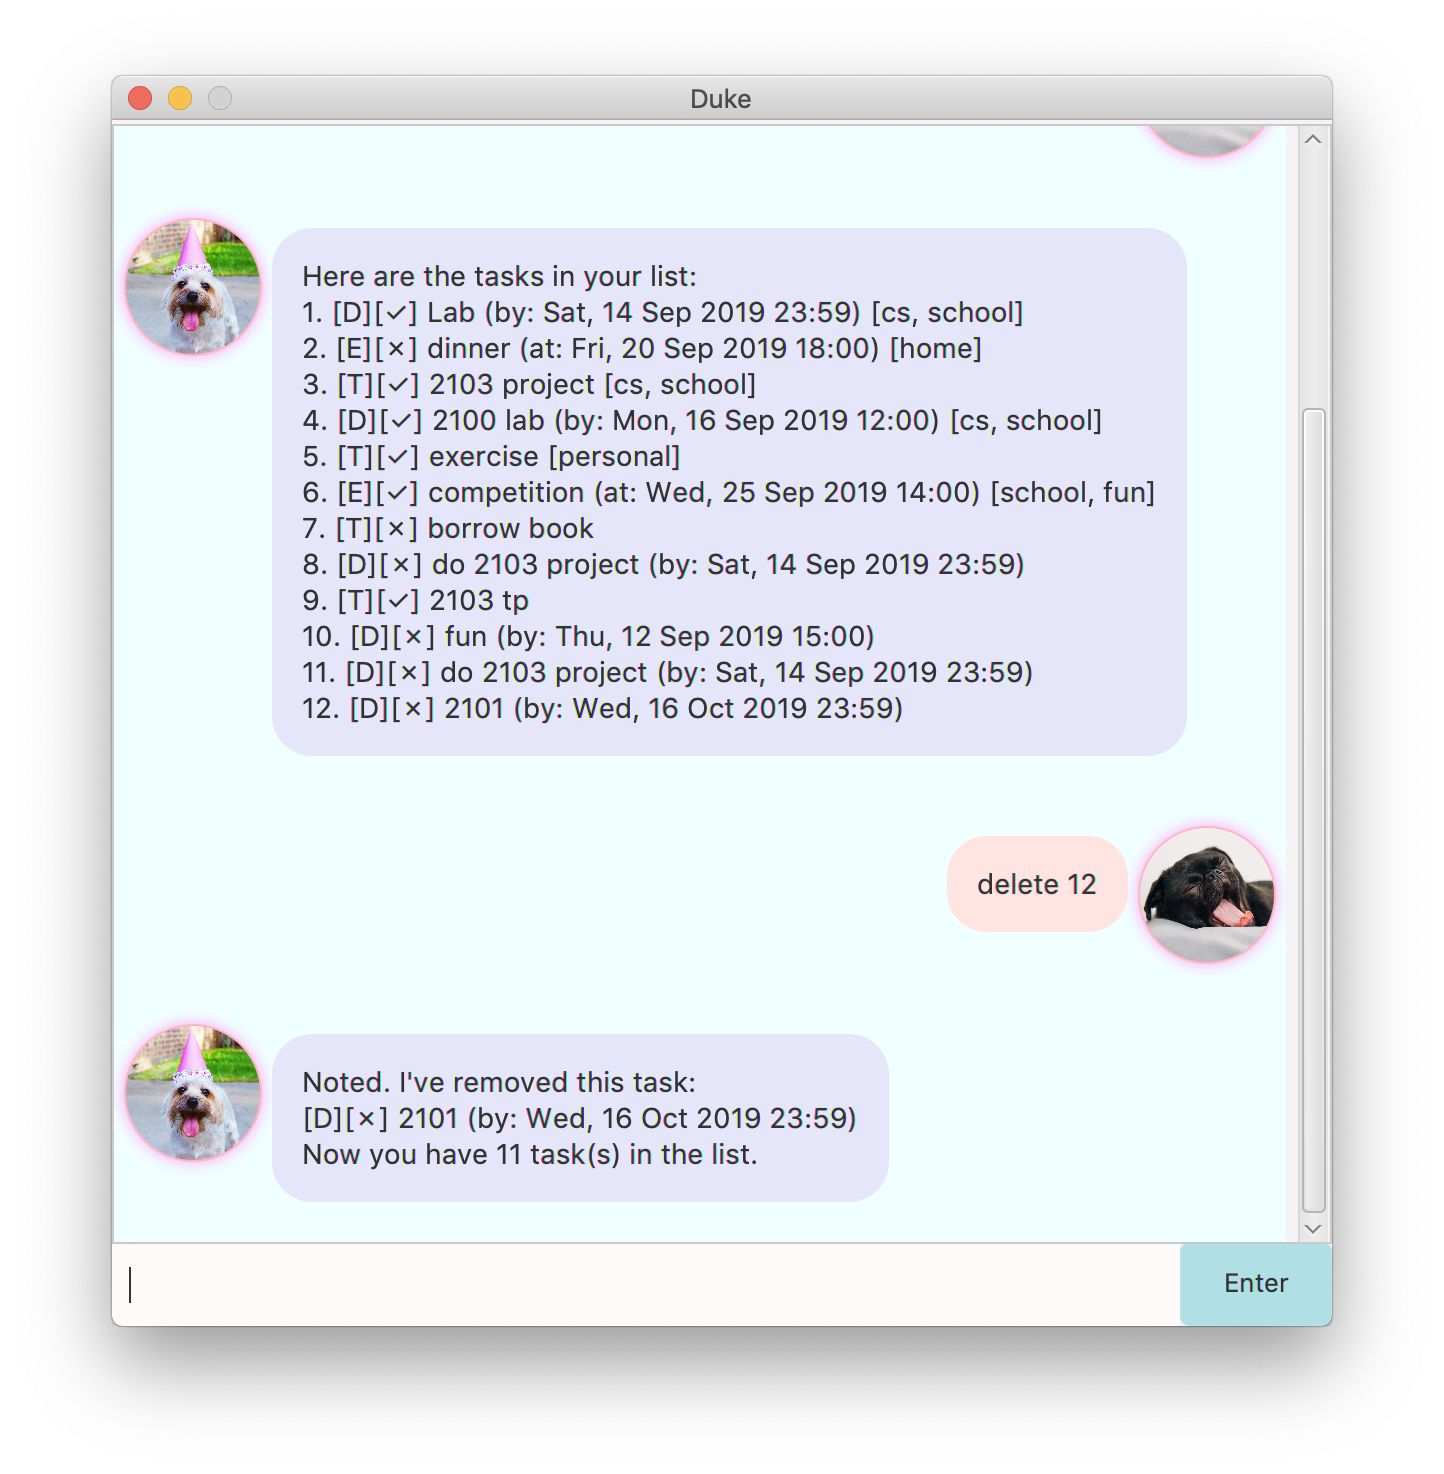 Duke
Here are the tasks in your list:
1. [D][✓] Lab (by: Sat, 14 Sep 2019 23:59) [cs, school]
2. [E][×] dinner (at: Fri, 20 Sep 2019 18:00) [home]
3. [T][✓] 2103 project [cs, school]
4. [D][✓] 2100 lab (by: Mon, 16 Sep 2019 12:00) [cs, school]
5. [T][✓] exercise [personal]
6. [E][✓] competition (at: Wed, 25 Sep 2019 14:00) [school, fun]
7. [T][×] borrow book
8. [D][×] do 2103 project (by: Sat, 14 Sep 2019 23:59)
9. [T][✓] 2103 tp
10. [D][×] fun (by: Thu, 12 Sep 2019 15:00)
11. [D][×] do 2103 project (by: Sat, 14 Sep 2019 23:59)
12. [D][×] 2101 (by: Wed, 16 Oct 2019 23:59)
delete 12
Noted. I've removed this task:
[D][×] 2101 (by: Wed, 16 Oct 2019 23:59)
Now you have 11 task(s) in the list.
Enter